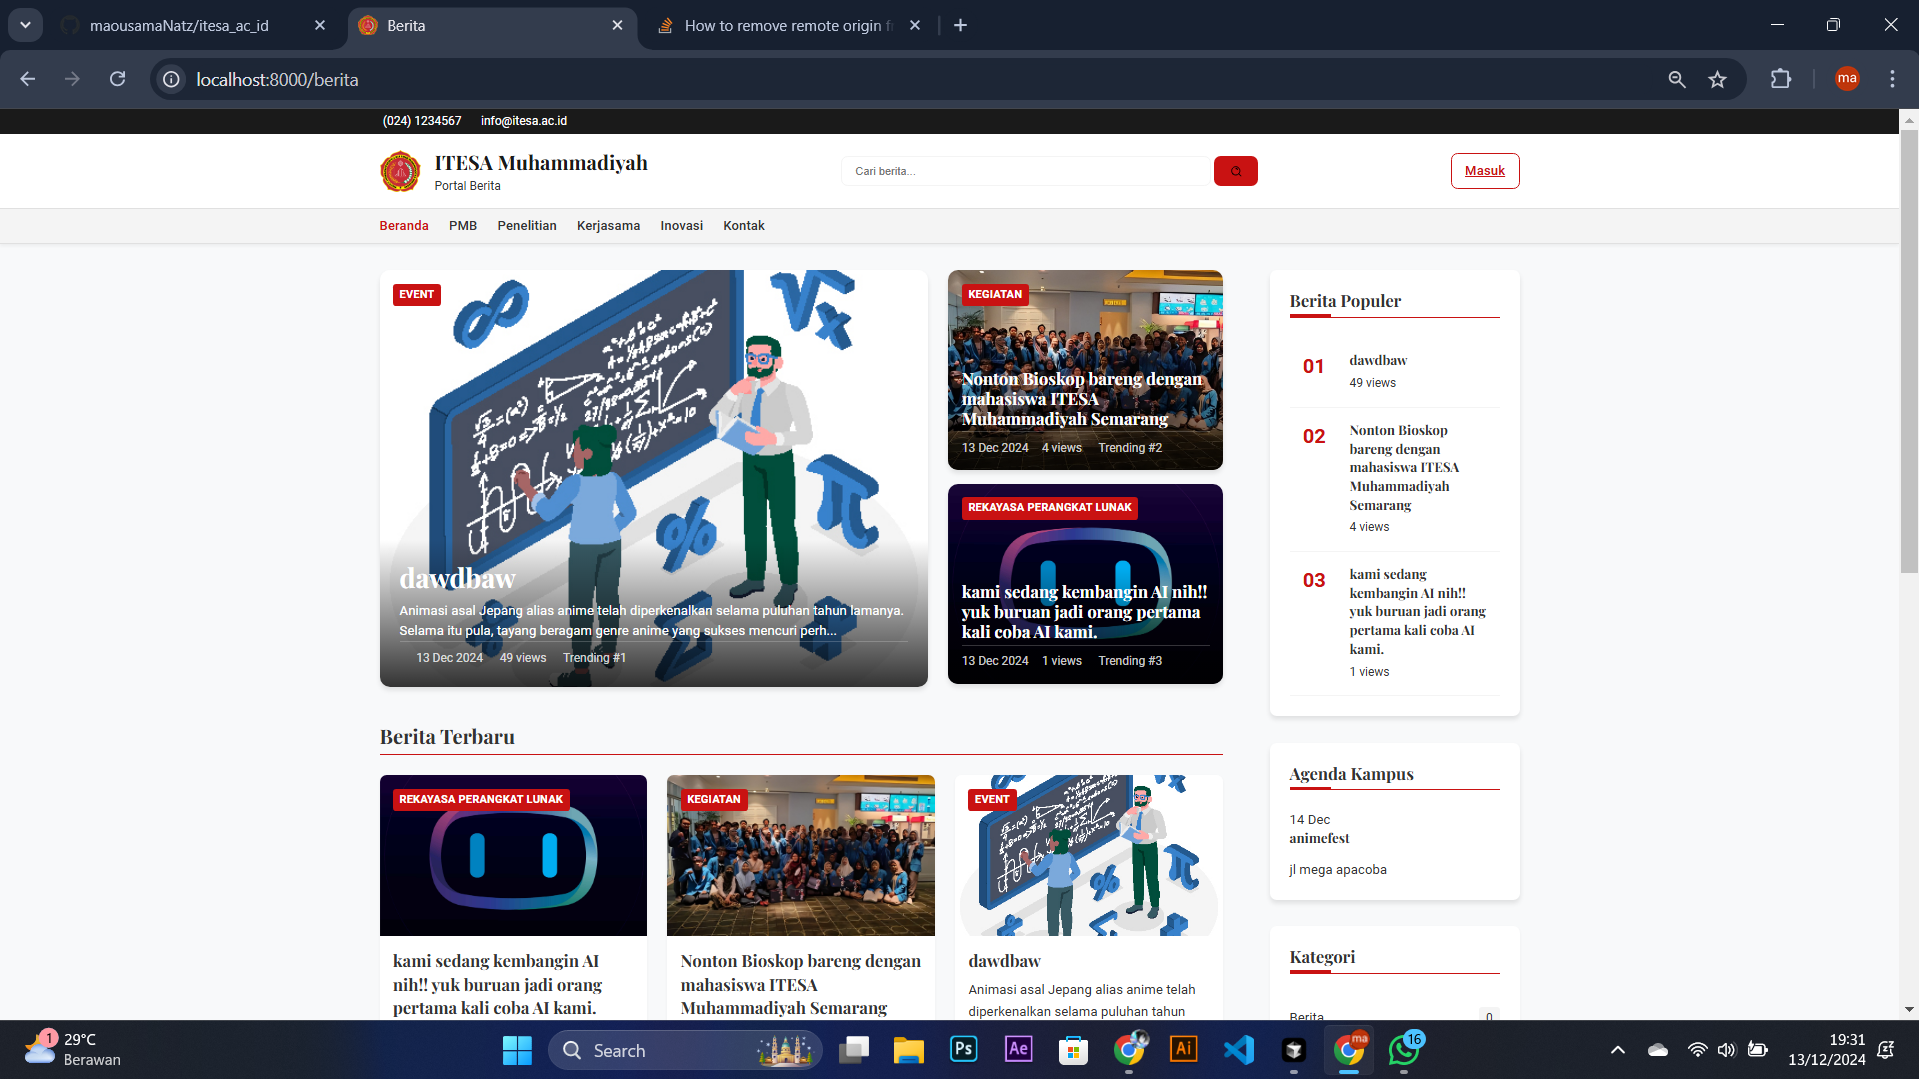 maousamaNatz/itesa_ac_id
Berita
How to remove remote origin f
localhost:8000/berita
ma
(024) 1234567
info@itesa.ac.id
ITESA Muhammadiyah
Portal Berita
Cari berita...
Masuk
Beranda
PMB
Penelitian
Kerjasama
Inovasi
Kontak
EVENT
dawdbaw
Animasi asal Jepang alias anime telah diperkenalkan selama puluhan tahun lamanya.
Selama itu pula, tayang beragam genre anime yang sukses mencuri perh...
13 Dec 2024 49 views Trending #1
KEGIATAN
Nonton Bioskop bareng dengan
mahasiswa ITESA
Muhammadiyah Semarang
13 Dec 2024 4 views Trending #2
REKAYASA PERANGKAT LUNAK
kami sedang kembangin AI nih!!
yuk buruan jadi orang pertama
kali coba AI kami.
13 Dec 2024 1 views Trending #3
Berita Populer
01
dawdbaw
49 views
02
Nonton Bioskop
bareng dengan
mahasiswa ITESA
Muhammadiyah
Semarang
4 views
03
kami sedang
kembangin AI nih!!
yuk buruan jadi orang
pertama kali coba AI
kami.
1 views
Berita Terbaru
REKAYASA PERANGKAT LUNAK
kami sedang kembangin AI
nih!! yuk buruan jadi orang
pertama kali coba AI kami.
KEGIATAN
Nonton Bioskop bareng dengan
mahasiswa ITESA
Muhammadiyah Semarang
EVENT
dawdbaw
Animasi asal Jepang alias anime telah
diperkenalkan selama puluhan tahun
Agenda Kampus
14 Dec
animefest
jl mega apacoba
Kategori
Berita 0
1
29°C
Berawan
Search
Ps
Ae
Ai
ma
16
19:31
13/12/2024